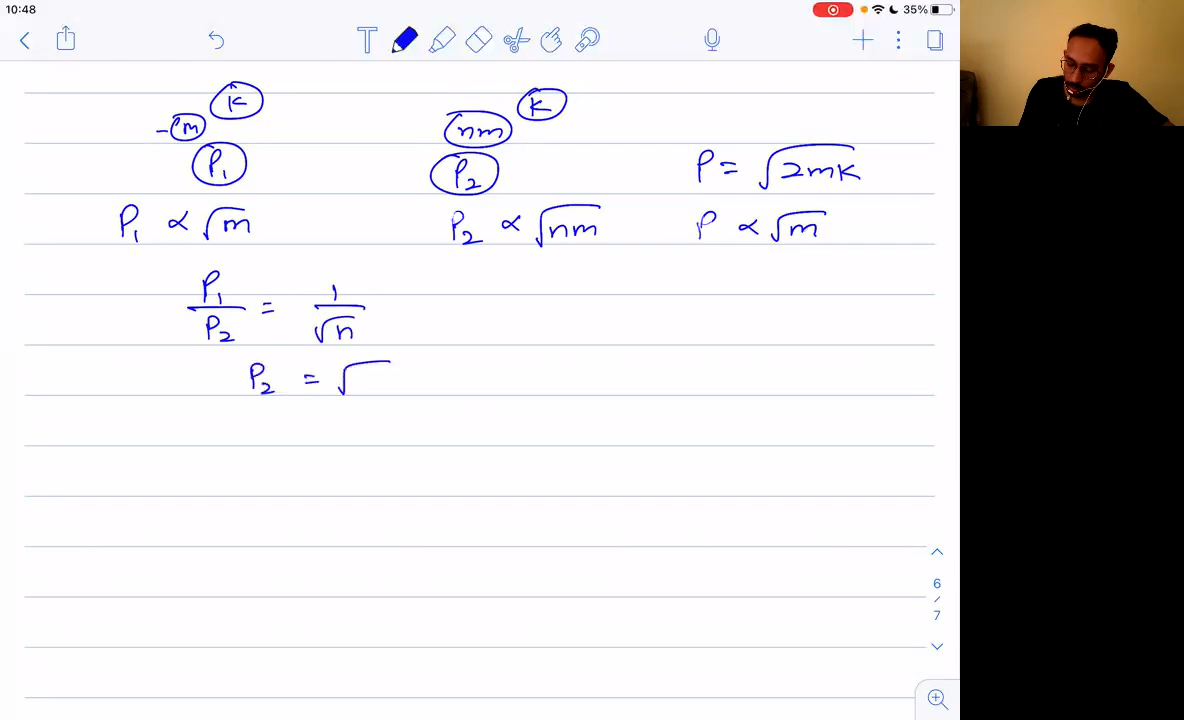 10:48 35%
T
K K
m nm
P₁ P₂ P = √2mK
P₁ ∝ √m P₂ ∝ √nm P ∝ √m
P₁/P₂ = 1/√n
P₂ = √
6
/
7